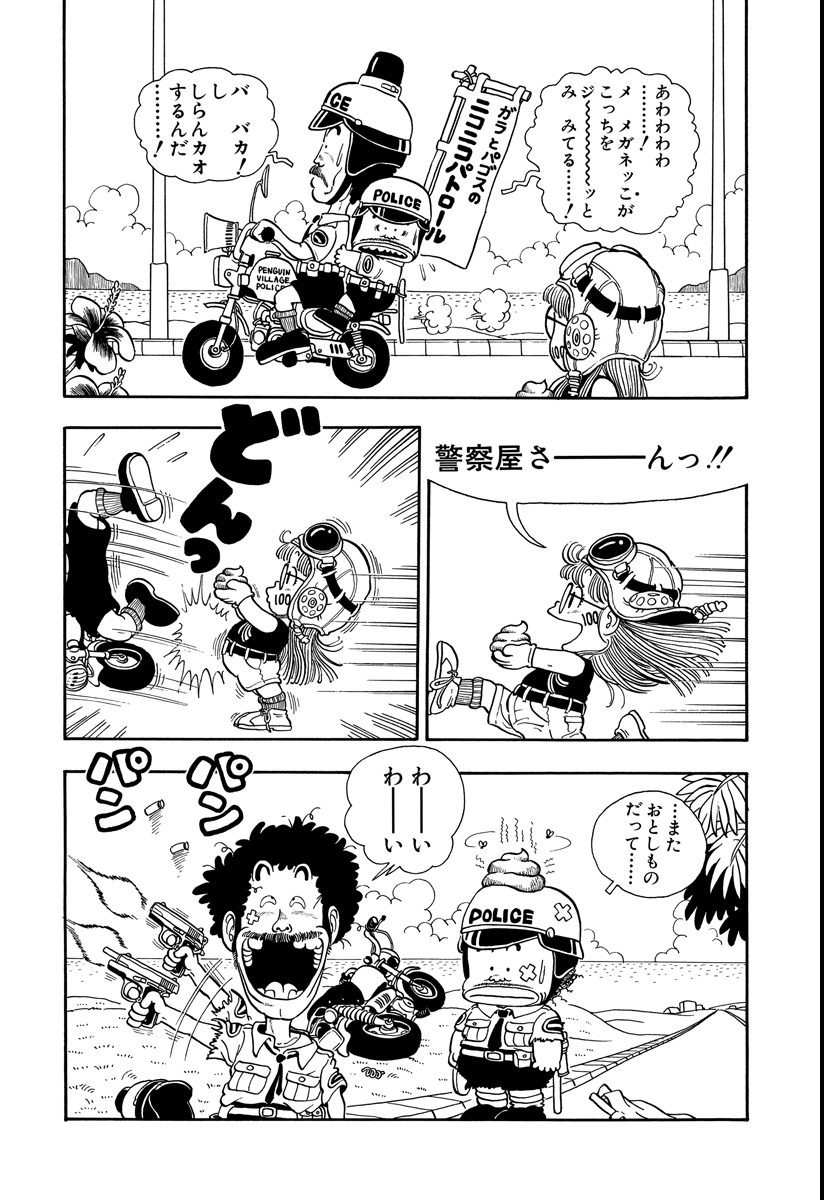 あわわわ
………！
メ メガネッこが
こっちを
ジ〜〜〜ッと
み みてる……！
ガラとパゴスの
ニコニコパトロール
バ バカ！
し
しらんカオ
するんだ
……！
POLICE
CE
PENGUIN
VILLAGE
POLICE
警察屋さ―――んっ!!
100
どんっ
100
…また
おとしもの
だって……
わ――い
わ――い
パン
パン
POLICE